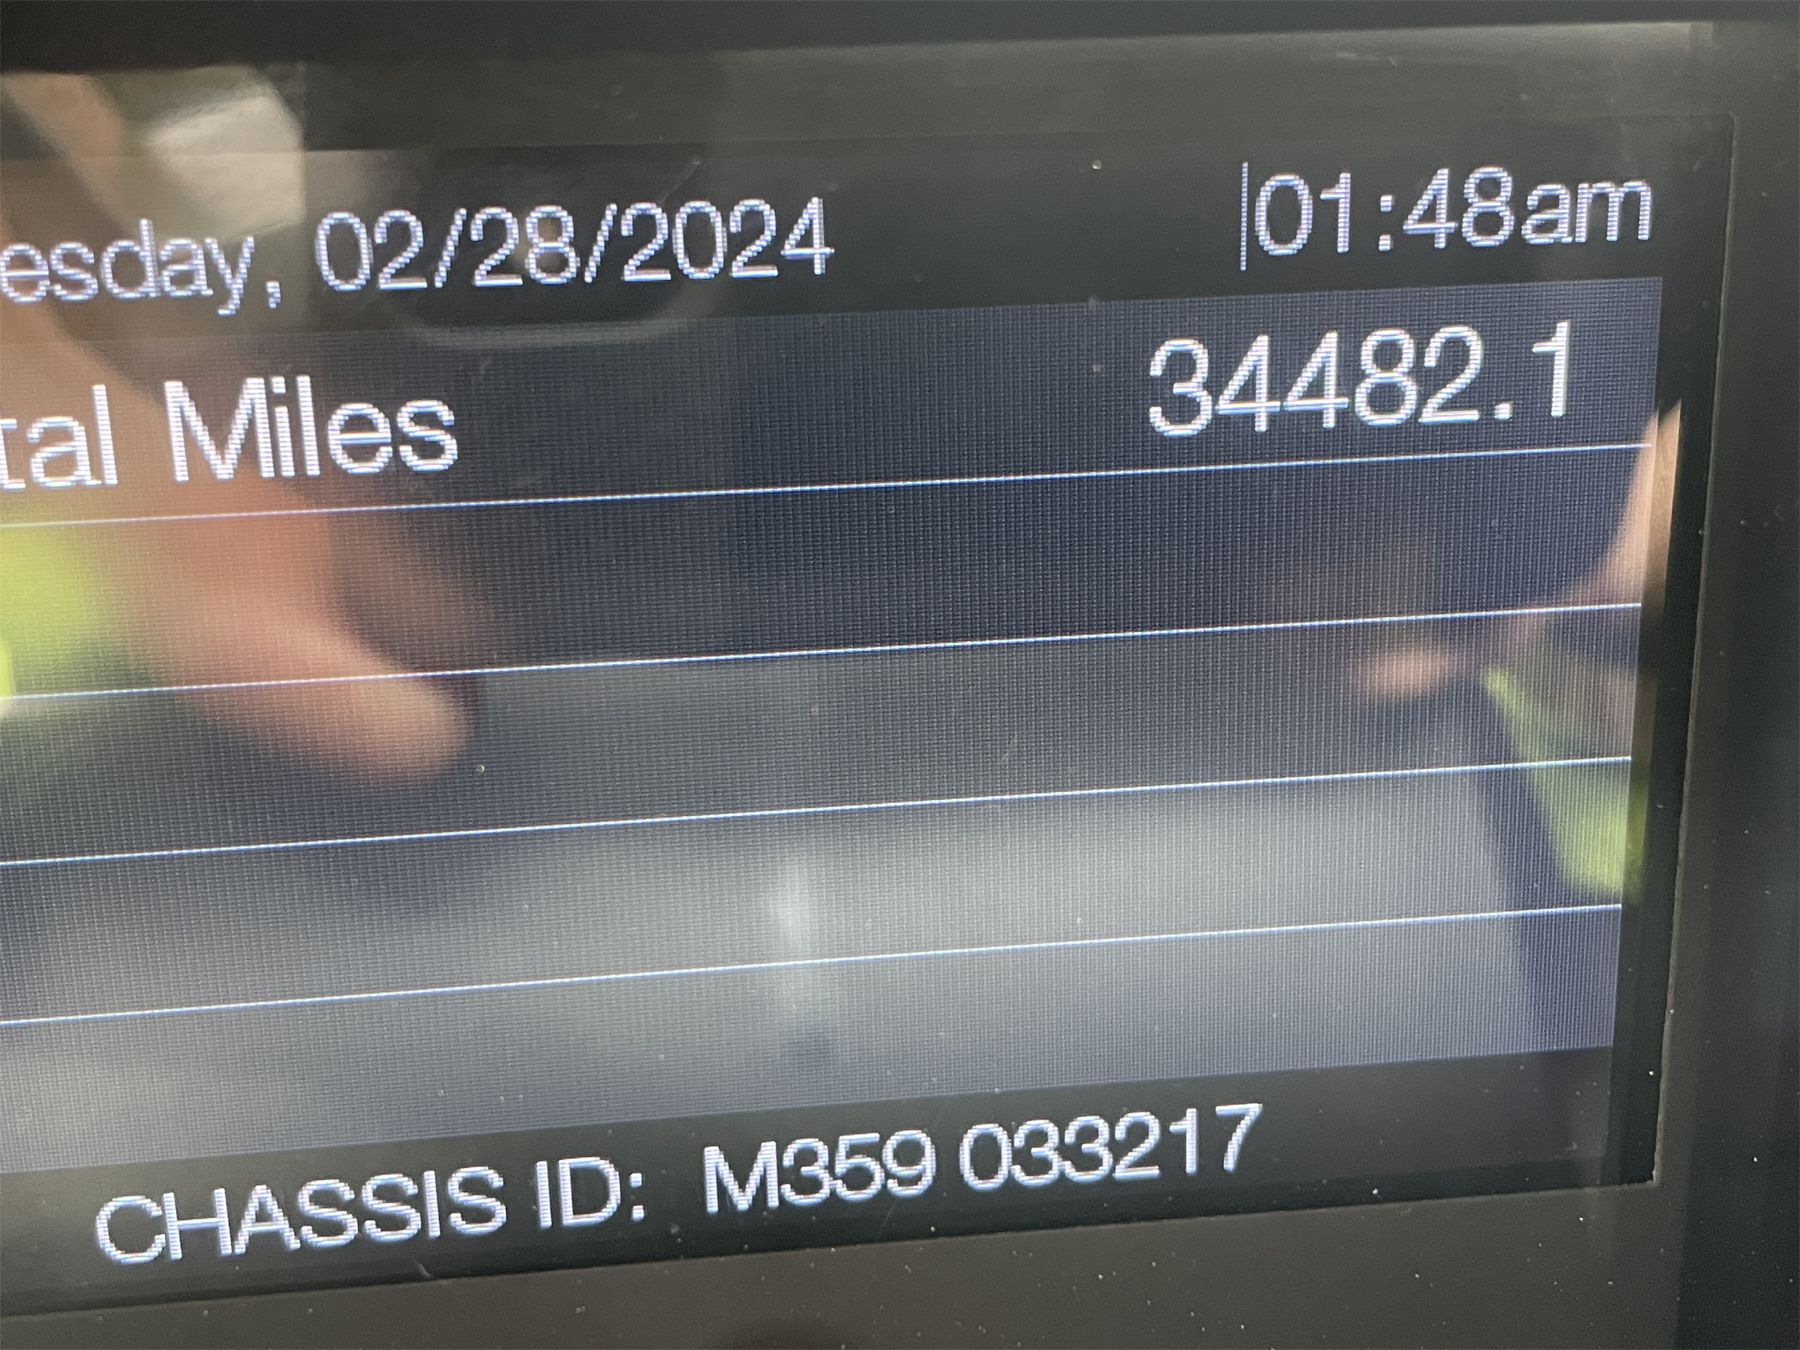 esday, 02/28/2024 01:48am
tal Miles 34482.1
CHASSIS ID: M359 033217